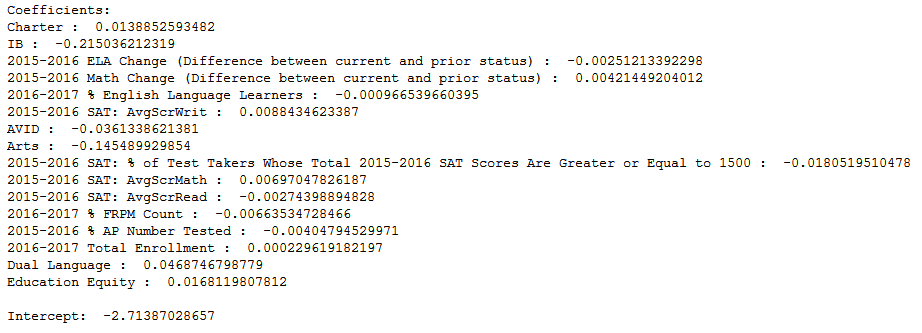 Coefficients:
Charter :  0.0138852593482
IB :  -0.215036212319
2015-2016 ELA Change (Difference between current and prior status) :  -0.00251213392298
2015-2016 Math Change (Difference between current and prior status) :  0.00421449204012
2016-2017 % English Language Learners :  -0.000966539660395
2015-2016 SAT: AvgScrWrit :  0.0088434623387
AVID :  -0.0361338621381
Arts :  -0.145489929854
2015-2016 SAT: % of Test Takers Whose Total 2015-2016 SAT Scores Are Greater or Equal to 1500 :  -0.0180519510478
2015-2016 SAT: AvgScrMath :  0.00697047826187
2015-2016 SAT: AvgScrRead :  -0.00274398894828
2016-2017 % FRPM Count :  -0.00663534728466
2015-2016 % AP Number Tested :  -0.00404794529971
2016-2017 Total Enrollment :  0.000229619182197
Dual Language :  0.0468746798779
Education Equity :  0.0168119807812
Intercept:  -2.71387028657